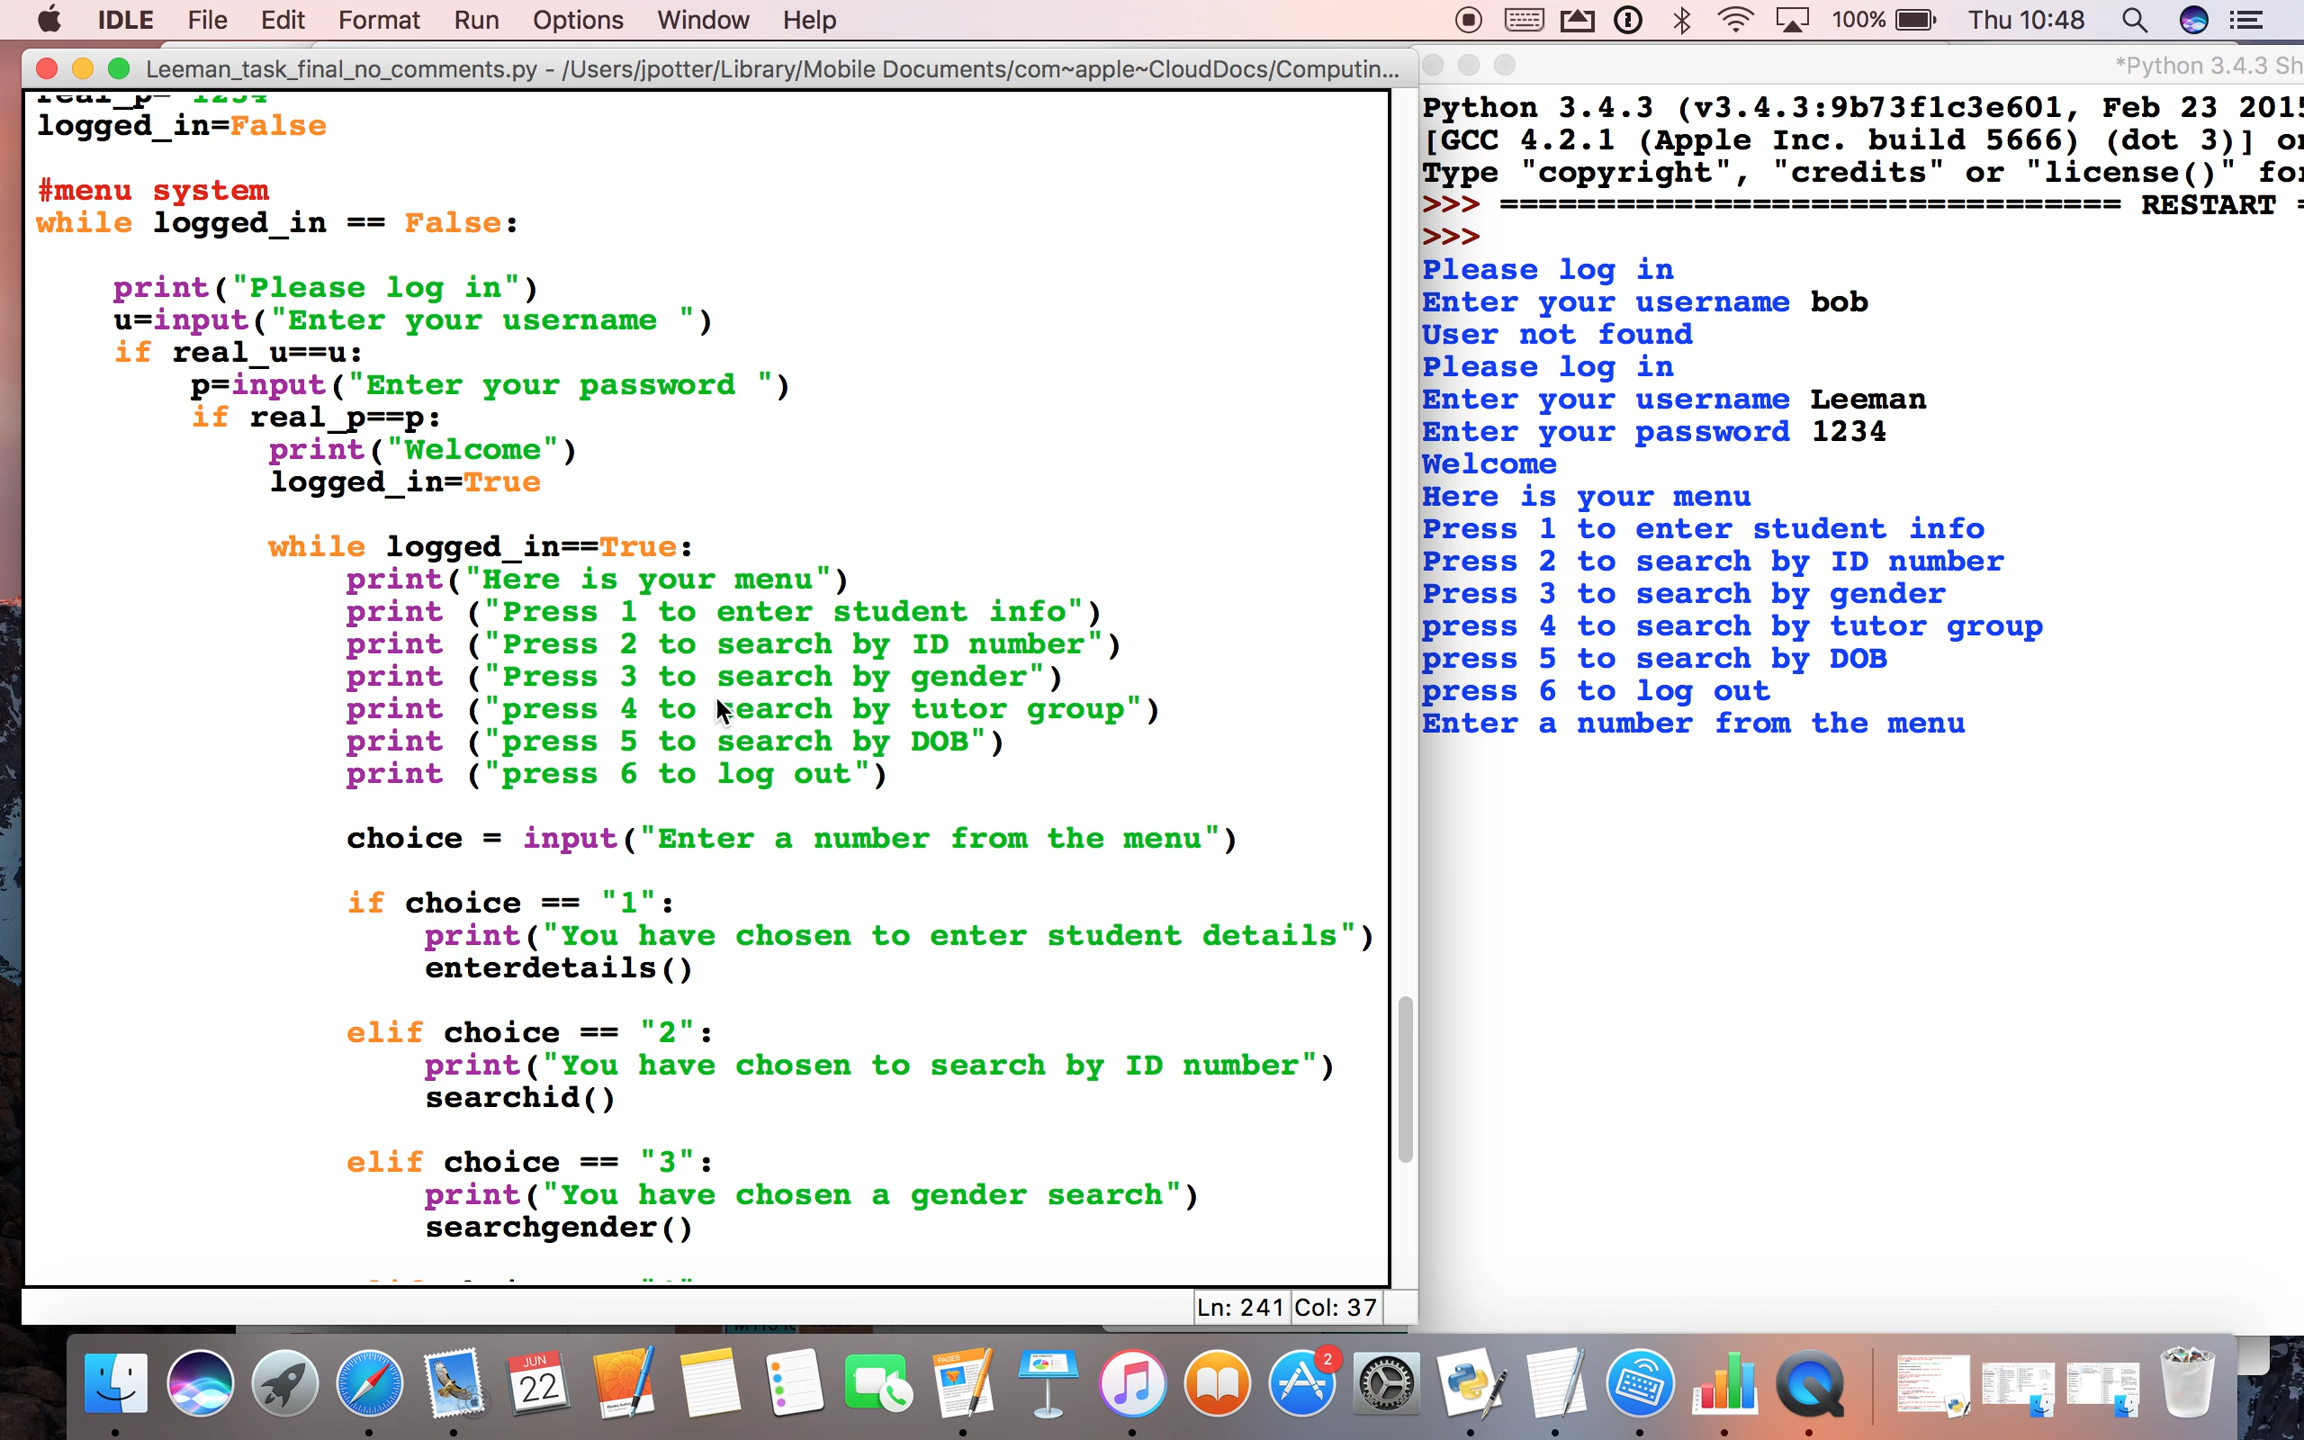 IDLE File Edit Format Run Options Window Help 100% Thu 10:48
Leeman_task_final_no_comments.py - /Users/jpotter/Library/Mobile Documents/com~apple~CloudDocs/Computin...
real_p="1234"
logged_in=False
#menu system
while logged_in == False:
print("Please log in")
u=input("Enter your username ")
if real_u==u:
p=input("Enter your password ")
if real_p==p:
print("Welcome")
logged_in=True
while logged_in==True:
print("Here is your menu")
print ("Press 1 to enter student info")
print ("Press 2 to search by ID number")
print ("Press 3 to search by gender")
print ("press 4 to search by tutor group")
print ("press 5 to search by DOB")
print ("press 6 to log out")
choice = input("Enter a number from the menu")
if choice == "1":
print("You have chosen to enter student details")
enterdetails()
elif choice == "2":
print("You have chosen to search by ID number")
searchid()
elif choice == "3":
print("You have chosen a gender search")
searchgender()
Ln: 241 Col: 37
*Python 3.4.3 Sh
Python 3.4.3 (v3.4.3:9b73f1c3e601, Feb 23 2015
[GCC 4.2.1 (Apple Inc. build 5666) (dot 3)] on
Type "copyright", "credits" or "license()" for
>>> ================================ RESTART =
>>>
Please log in
Enter your username bob
User not found
Please log in
Enter your username Leeman
Enter your password 1234
Welcome
Here is your menu
Press 1 to enter student info
Press 2 to search by ID number
Press 3 to search by gender
press 4 to search by tutor group
press 5 to search by DOB
press 6 to log out
Enter a number from the menu
JUN
22
PAGES
2